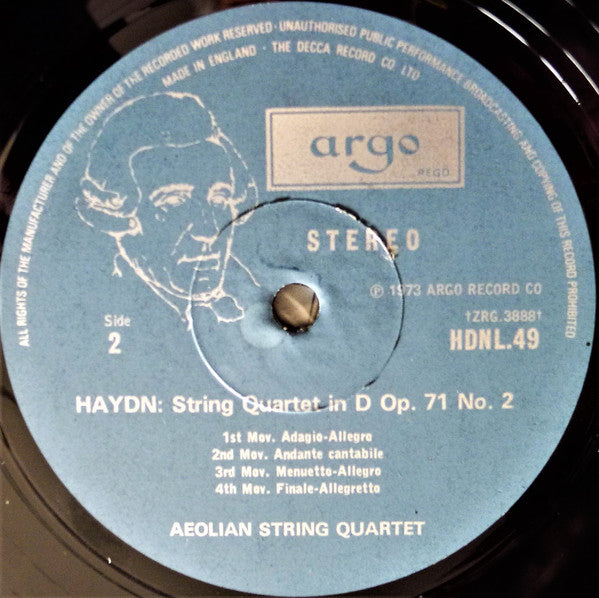 ALL RIGHTS OF THE MANUFACTURER AND OF THE OWNER OF THE RECORDED WORK RESERVED · UNAUTHORISED PUBLIC PERFORMANCE BROADCASTING AND COPYING OF THIS RECORD PROHIBITED
MADE IN ENGLAND · THE DECCA RECORD CO LTD
argo
REGD
STEREO
℗ 1973 ARGO RECORD CO
Side
2
†ZRG.3888†
HDNL.49
HAYDN: String Quartet in D Op. 71 No. 2
1st Mov. Adagio-Allegro
2nd Mov. Andante cantabile
3rd Mov. Menuetto-Allegro
4th Mov. Finale-Allegretto
AEOLIAN STRING QUARTET